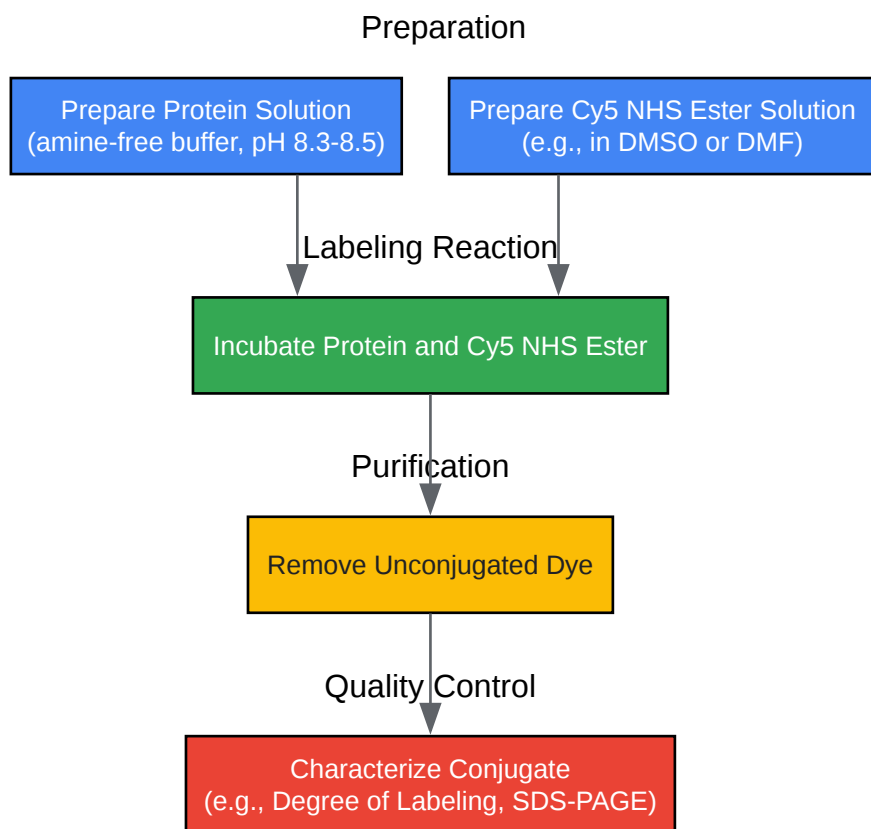 Preparation
Prepare Protein Solution
(amine-free buffer, pH 8.3-8.5)
Prepare Cy5 NHS Ester Solution
(e.g., in DMSO or DMF)
Labeling Reaction
Incubate Protein and Cy5 NHS Ester
Purification
Remove Unconjugated Dye
Quality Control
Characterize Conjugate
(e.g., Degree of Labeling, SDS-PAGE)